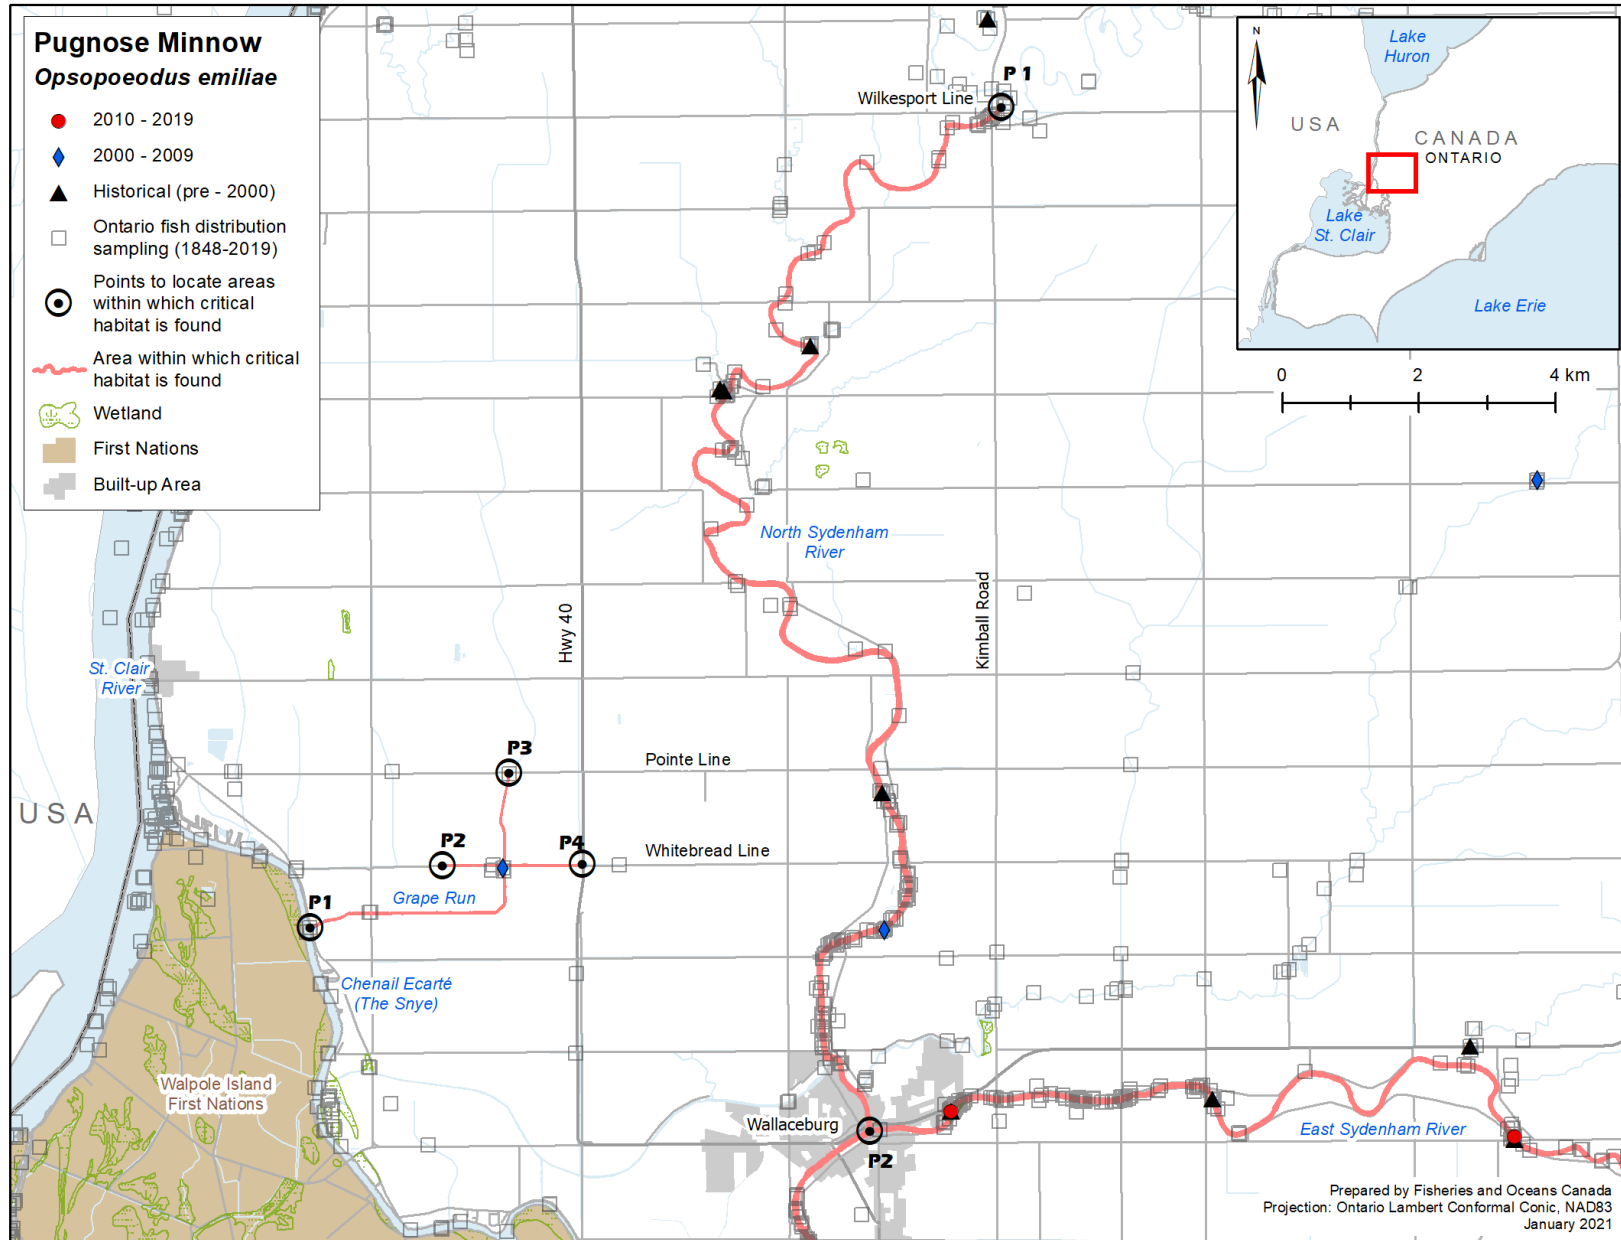 Pugnose Minnow
Opsopoeodus emiliae
2010 - 2019
2000 - 2009
Historical (pre - 2000)
Ontario fish distribution
sampling (1848-2019)
Points to locate areas
within which critical
habitat is found
Area within which critical
habitat is found
Wetland
First Nations
Built-up Area
P 1
Wilkesport Line
N
Lake
Huron
USA
CANADA
ONTARIO
Lake
St. Clair
Lake Erie
0
2
4 km
North Sydenham
River
Hwy 40
Kimball Road
St. Clair
River
USA
P3
Pointe Line
P2
P4
Whitebread Line
P1
Grape Run
Chenail Ecarté
(The Snye)
Walpole Island
First Nations
Wallaceburg
P2
East Sydenham River
Prepared by Fisheries and Oceans Canada
Projection: Ontario Lambert Conformal Conic, NAD83
January 2021